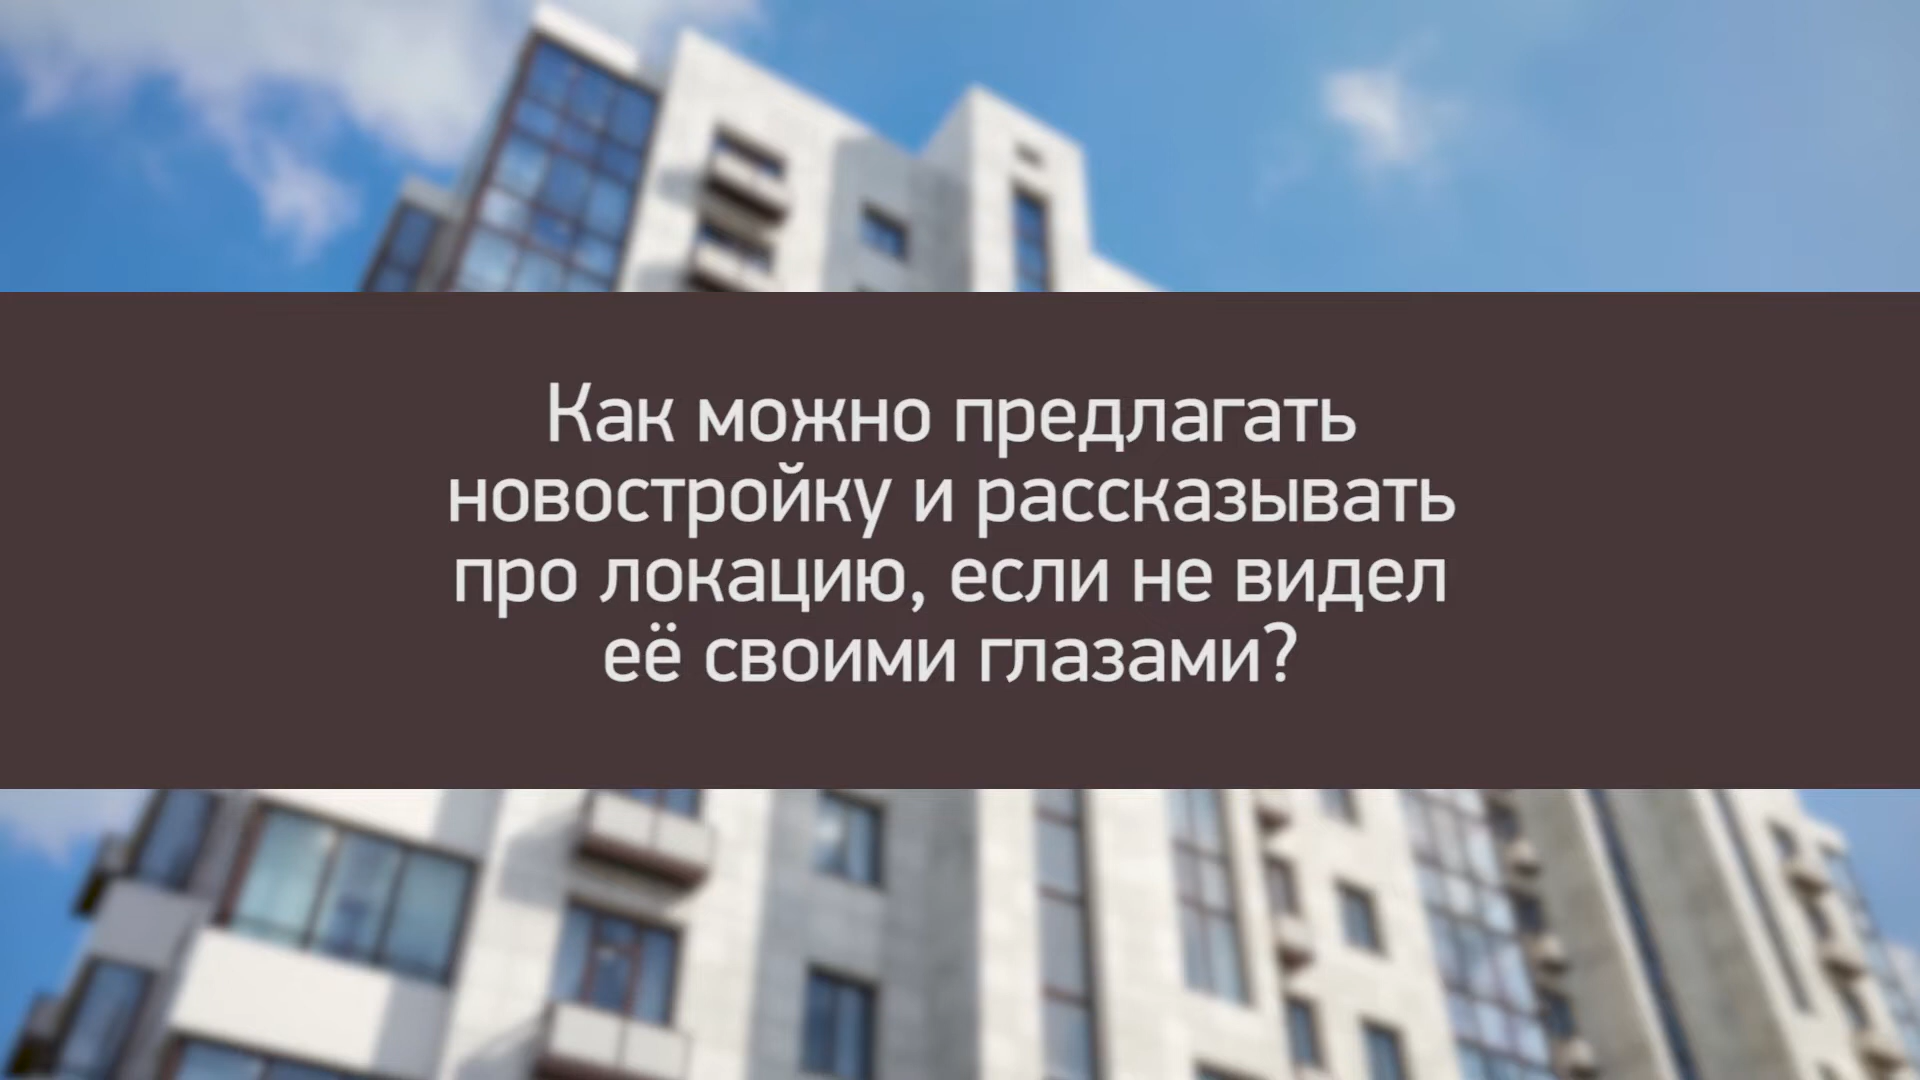 Как можно предлагать
новостройку и рассказывать
про локацию, если не видел
её своими глазами?